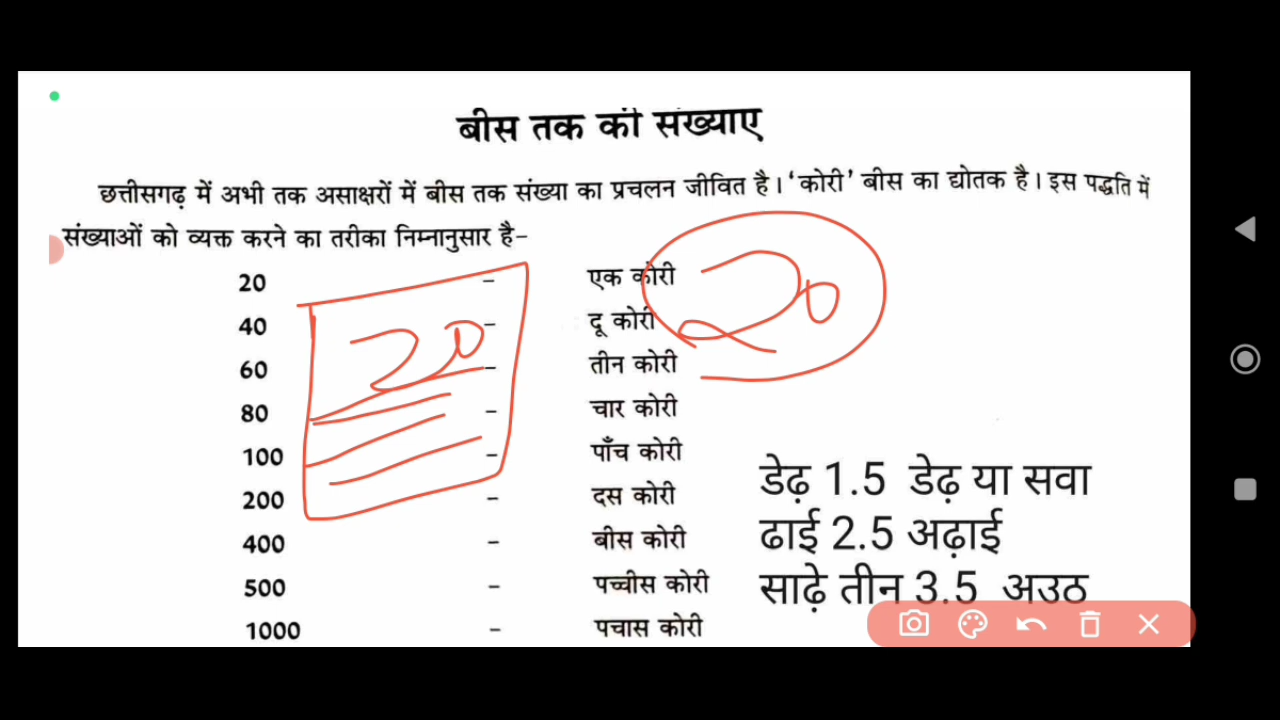 बीस तक की संख्याए
छत्तीसगढ़ में अभी तक असाक्षरों में बीस तक संख्या का प्रचलन जीवित है। 'कोरी' बीस का द्योतक है। इस पद्धति में
संख्याओं को व्यक्त करने का तरीका निम्नानुसार है-
20 - एक कोरी
40 - दू कोरी
60 - तीन कोरी
80 - चार कोरी
100 - पाँच कोरी
200 - दस कोरी
400 - बीस कोरी
500 - पच्चीस कोरी
1000 - पचास कोरी
20
20
डेढ़ 1.5 डेढ़ या सवा
ढाई 2.5 अढ़ाई
साढ़े तीन 3.5 अउठ